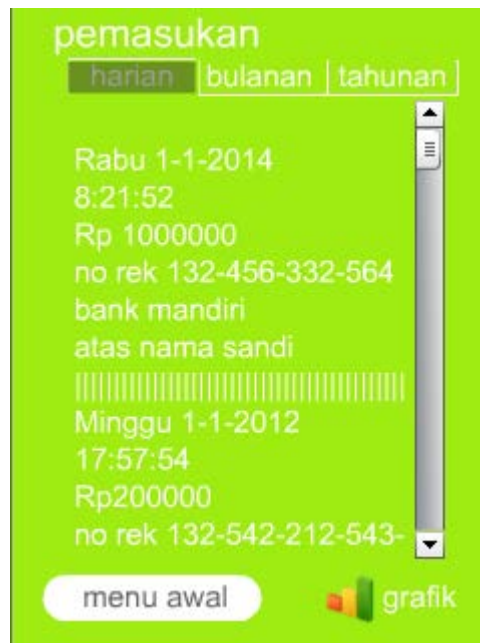 pemasukan
harian bulanan tahunan
Rabu 1-1-2014
8:21:52
Rp 1000000
no rek 132-456-332-564
bank mandiri
atas nama sandi
||||||||||||||||||||||||||||||||||||||||||
Minggu 1-1-2012
17:57:54
Rp200000
no rek 132-542-212-543-
menu awal grafik